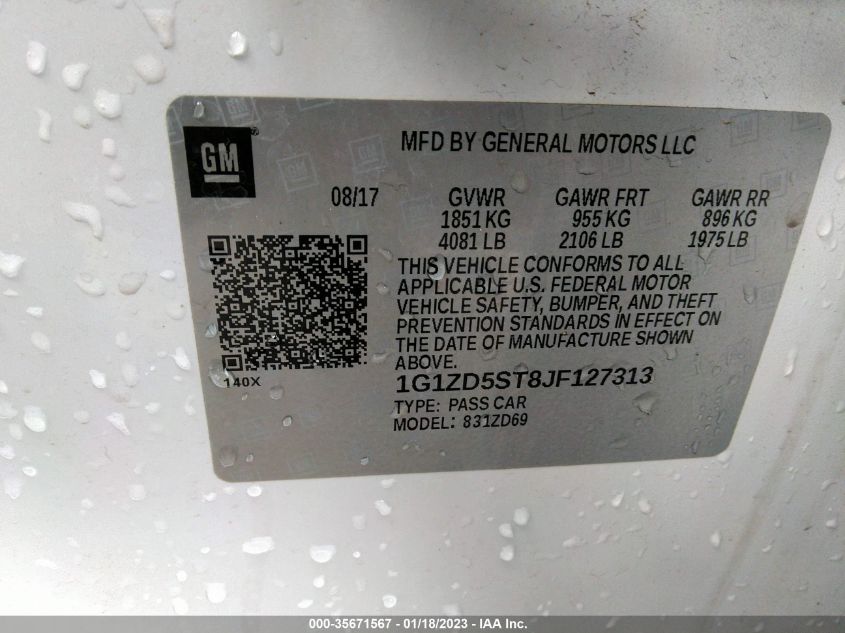 GM
MFD BY GENERAL MOTORS LLC
08/17 GVWR GAWR FRT GAWR RR
1851 KG 955 KG 896 KG
4081 LB 2106 LB 1975 LB
THIS VEHICLE CONFORMS TO ALL
APPLICABLE U.S. FEDERAL MOTOR
VEHICLE SAFETY, BUMPER, AND THEFT
PREVENTION STANDARDS IN EFFECT ON
THE DATE OF MANUFACTURE SHOWN
ABOVE.
140X
1G1ZD5ST8JF127313
TYPE: PASS CAR
MODEL: 831ZD69
000-35671567 - 01/18/2023 - IAA Inc.